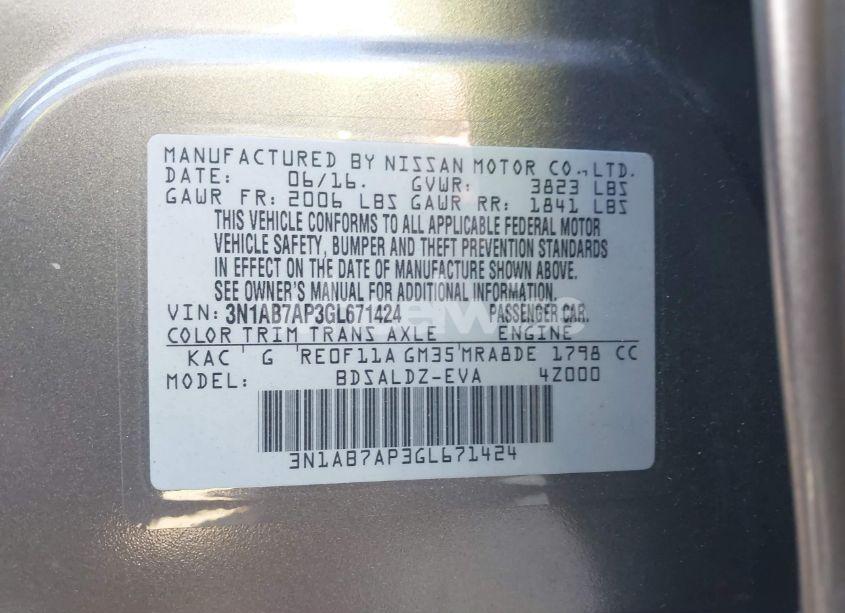 MANUFACTURED BY NISSAN MOTOR CO., LTD.
DATE: 06/16. GVWR: 3823 LBS
GAWR FR: 2006 LBS GAWR RR: 1841 LBS
THIS VEHICLE CONFORMS TO ALL APPLICABLE FEDERAL MOTOR
VEHICLE SAFETY, BUMPER AND THEFT PREVENTION STANDARDS
IN EFFECT ON THE DATE OF MANUFACTURE SHOWN ABOVE.
SEE OWNER'S MANUAL FOR ADDITIONAL INFORMATION.
VIN: 3N1AB7AP3GL671424 PASSENGER CAR.
COLOR TRIM TRANS AXLE ENGINE
KAC G RE0F11A GM35 MRA8DE 1798 CC
MODEL: BDSALDZ-EVA 4Z000
3N1AB7AP3GL671424